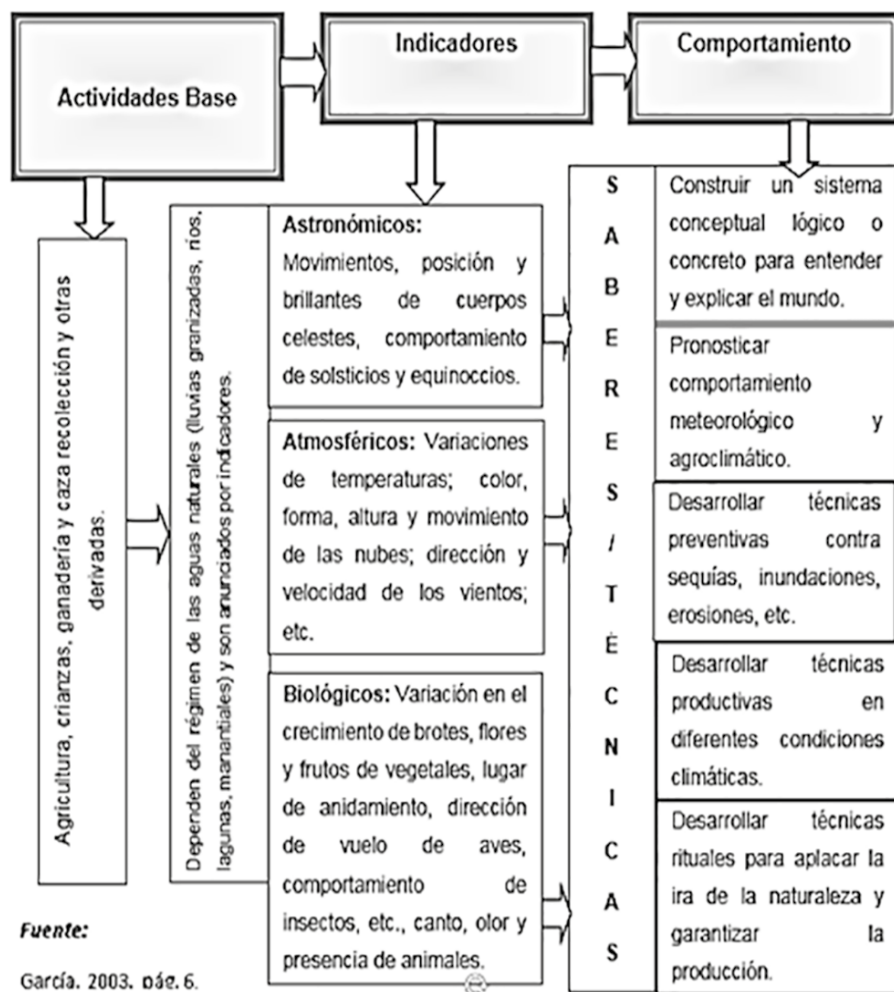 Actividades Base
Indicadores
Comportamiento
Agricultura, crianzas, ganadería y caza recolección y otras
derivadas.
Dependen del régimen de las aguas naturales (lluvias granizadas, ríos,
lagunas, manantiales) y son anunciados por indicadores.
Astronómicos:
Movimientos, posición y
brillantes de cuerpos
celestes, comportamiento
de solsticios y equinoccios.
Atmosféricos: Variaciones
de temperaturas; color,
forma, altura y movimiento
de las nubes; dirección y
velocidad de los vientos;
etc.
Biológicos: Variación en el
crecimiento de brotes, flores
y frutos de vegetales, lugar
de anidamiento, dirección
de vuelo de aves,
comportamiento de
insectos, etc., canto, olor y
presencia de animales.
S
A
B
E
R
E
S
/
T
É
C
N
I
C
A
S
Construir un sistema
conceptual lógico o
concreto para entender
y explicar el mundo.
Pronosticar
comportamiento
meteorológico y
agroclimático.
Desarrollar técnicas
preventivas contra
sequías, inundaciones,
erosiones, etc.
Desarrollar técnicas
productivas en
diferentes condiciones
climáticas.
Desarrollar técnicas
rituales para aplacar la
ira de la naturaleza y
garantizar la
producción.
Fuente:
García. 2003. pág. 6.